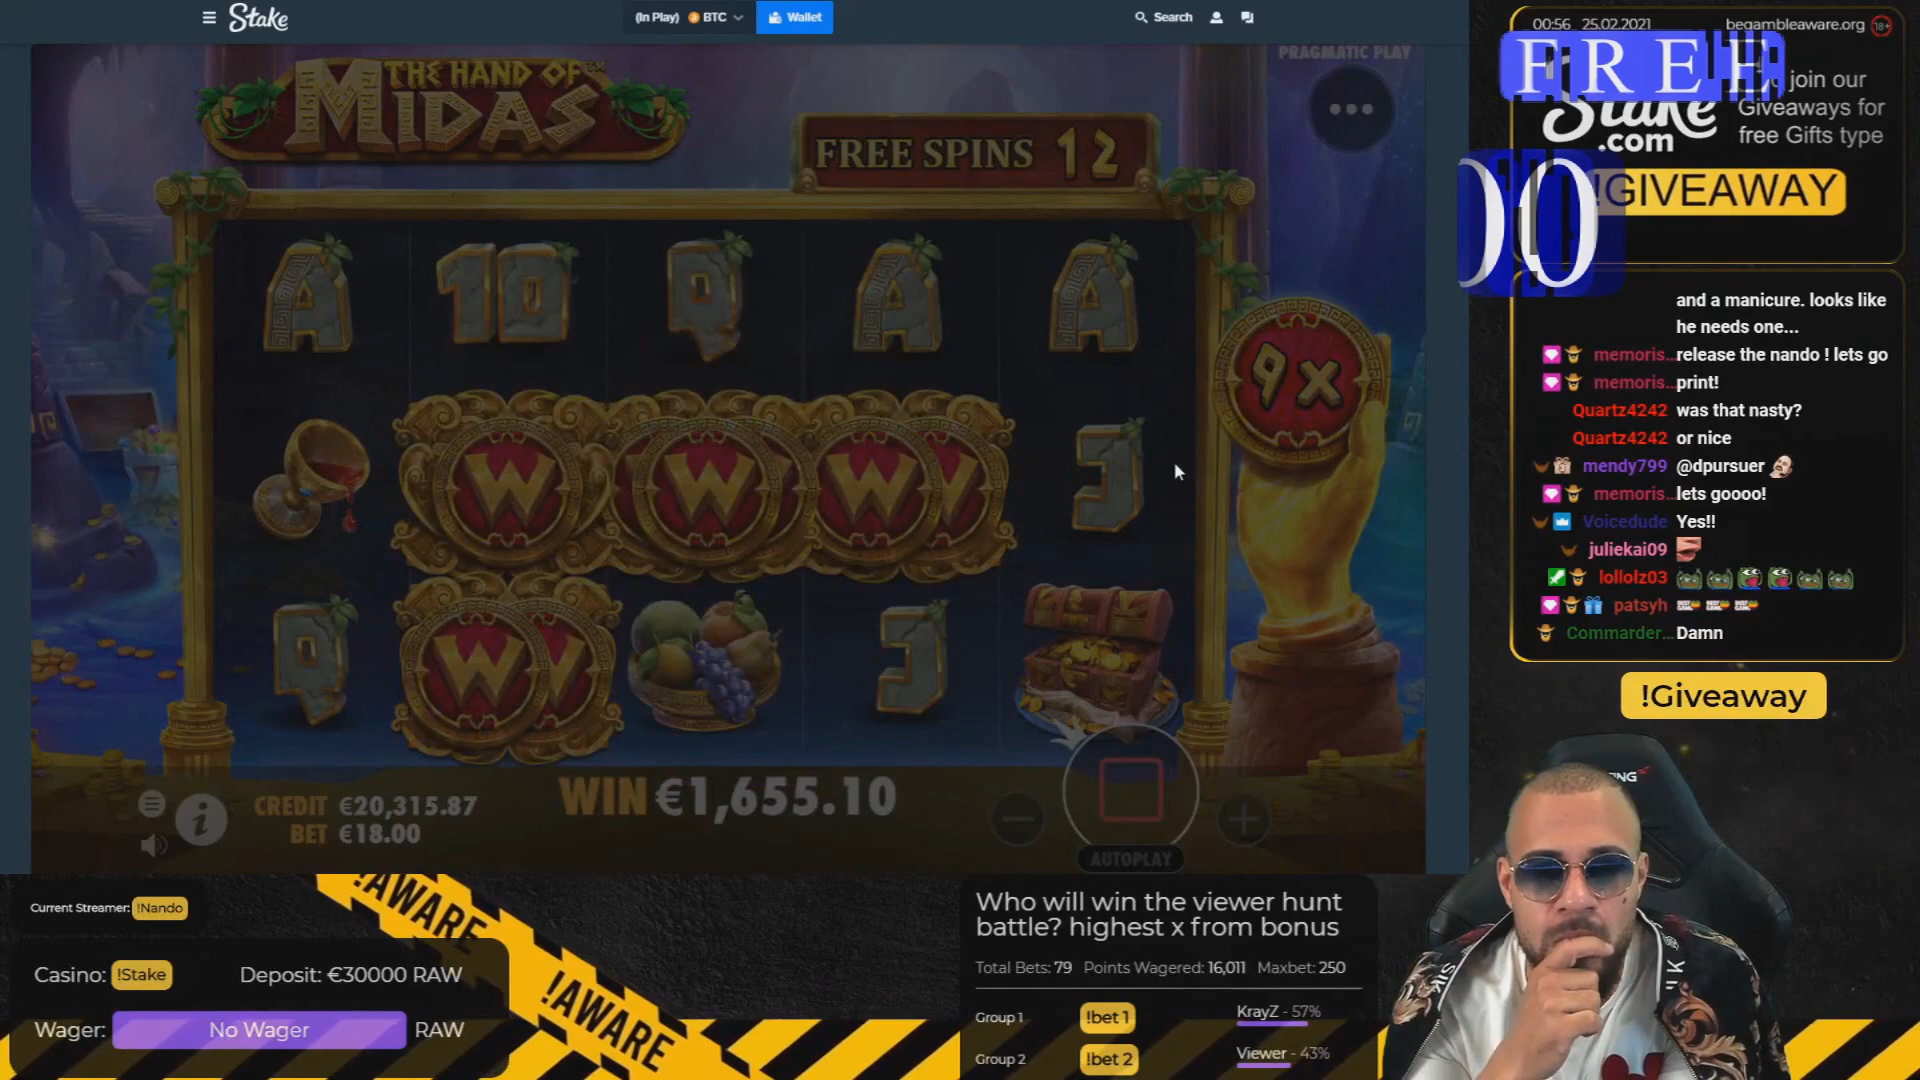 Stake
(In Play) BTC
Wallet
Search
PRAGMATIC PLAY
THE HAND OF™
MIDAS
FREE SPINS 12
A 10 Q A A
9x
W W W W J
Q W W J
CREDIT €20,315.87
BET €18.00
WIN €1,655.10
AUTOPLAY
00:56 25.02.2021 begambleaware.org 18+
FREE
Stake
.com
join our
Giveaways for
free Gifts type
!GIVEAWAY
and a manicure. looks like
he needs one...
memoris... release the nando ! lets go
memoris... print!
Quartz4242 was that nasty?
Quartz4242 or nice
mendy799 @dpursuer
memoris... lets goooo!
Voicedude Yes!!
juliekai09
lollolz03
patsyh
Commarder... Damn
!Giveaway
Current Streamer: !Nando
Casino: !Stake Deposit: €30000 RAW
Wager: No Wager RAW
!AWARE
!AWARE
!AWARE
Who will win the viewer hunt
battle? highest x from bonus
Total Bets: 79 Points Wagered: 16,011 Maxbet: 250
Group 1 !bet 1 KrayZ - 57%
Group 2 !bet 2 Viewer - 43%